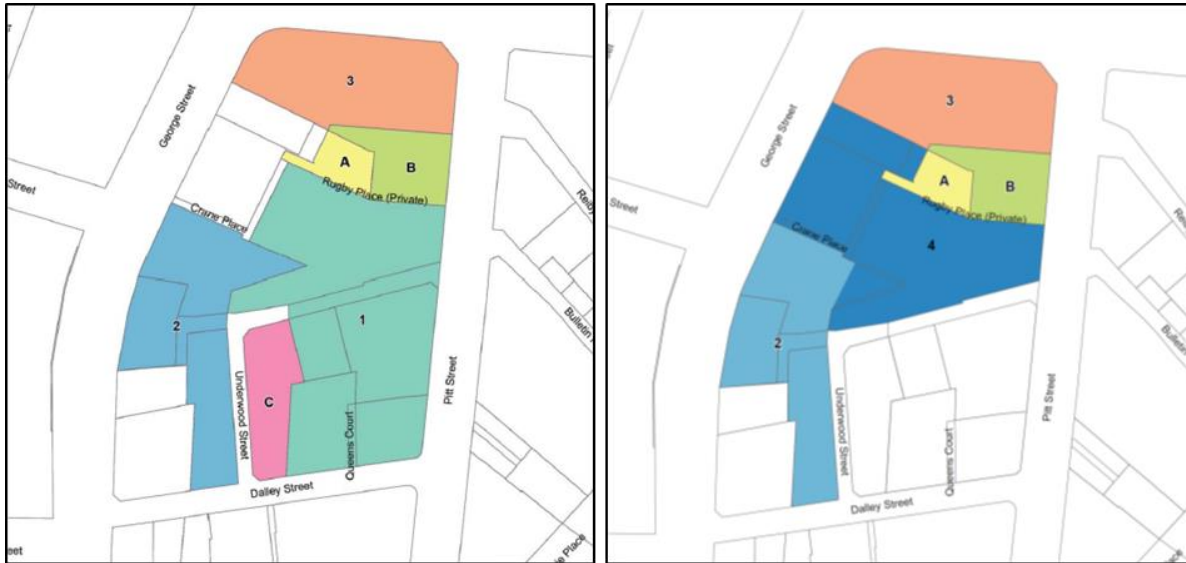 3
George Street
A
B
Street
Rugby Place (Private)
Crane Place
2
1
Underwood Street
C
Queens Court
Pitt Street
Dalley Street
3
George Street
A
B
Street
Rugby Place (Private)
Crane Place
4
2
Underwood Street
Queens Court
Pitt Street
Dalley Street